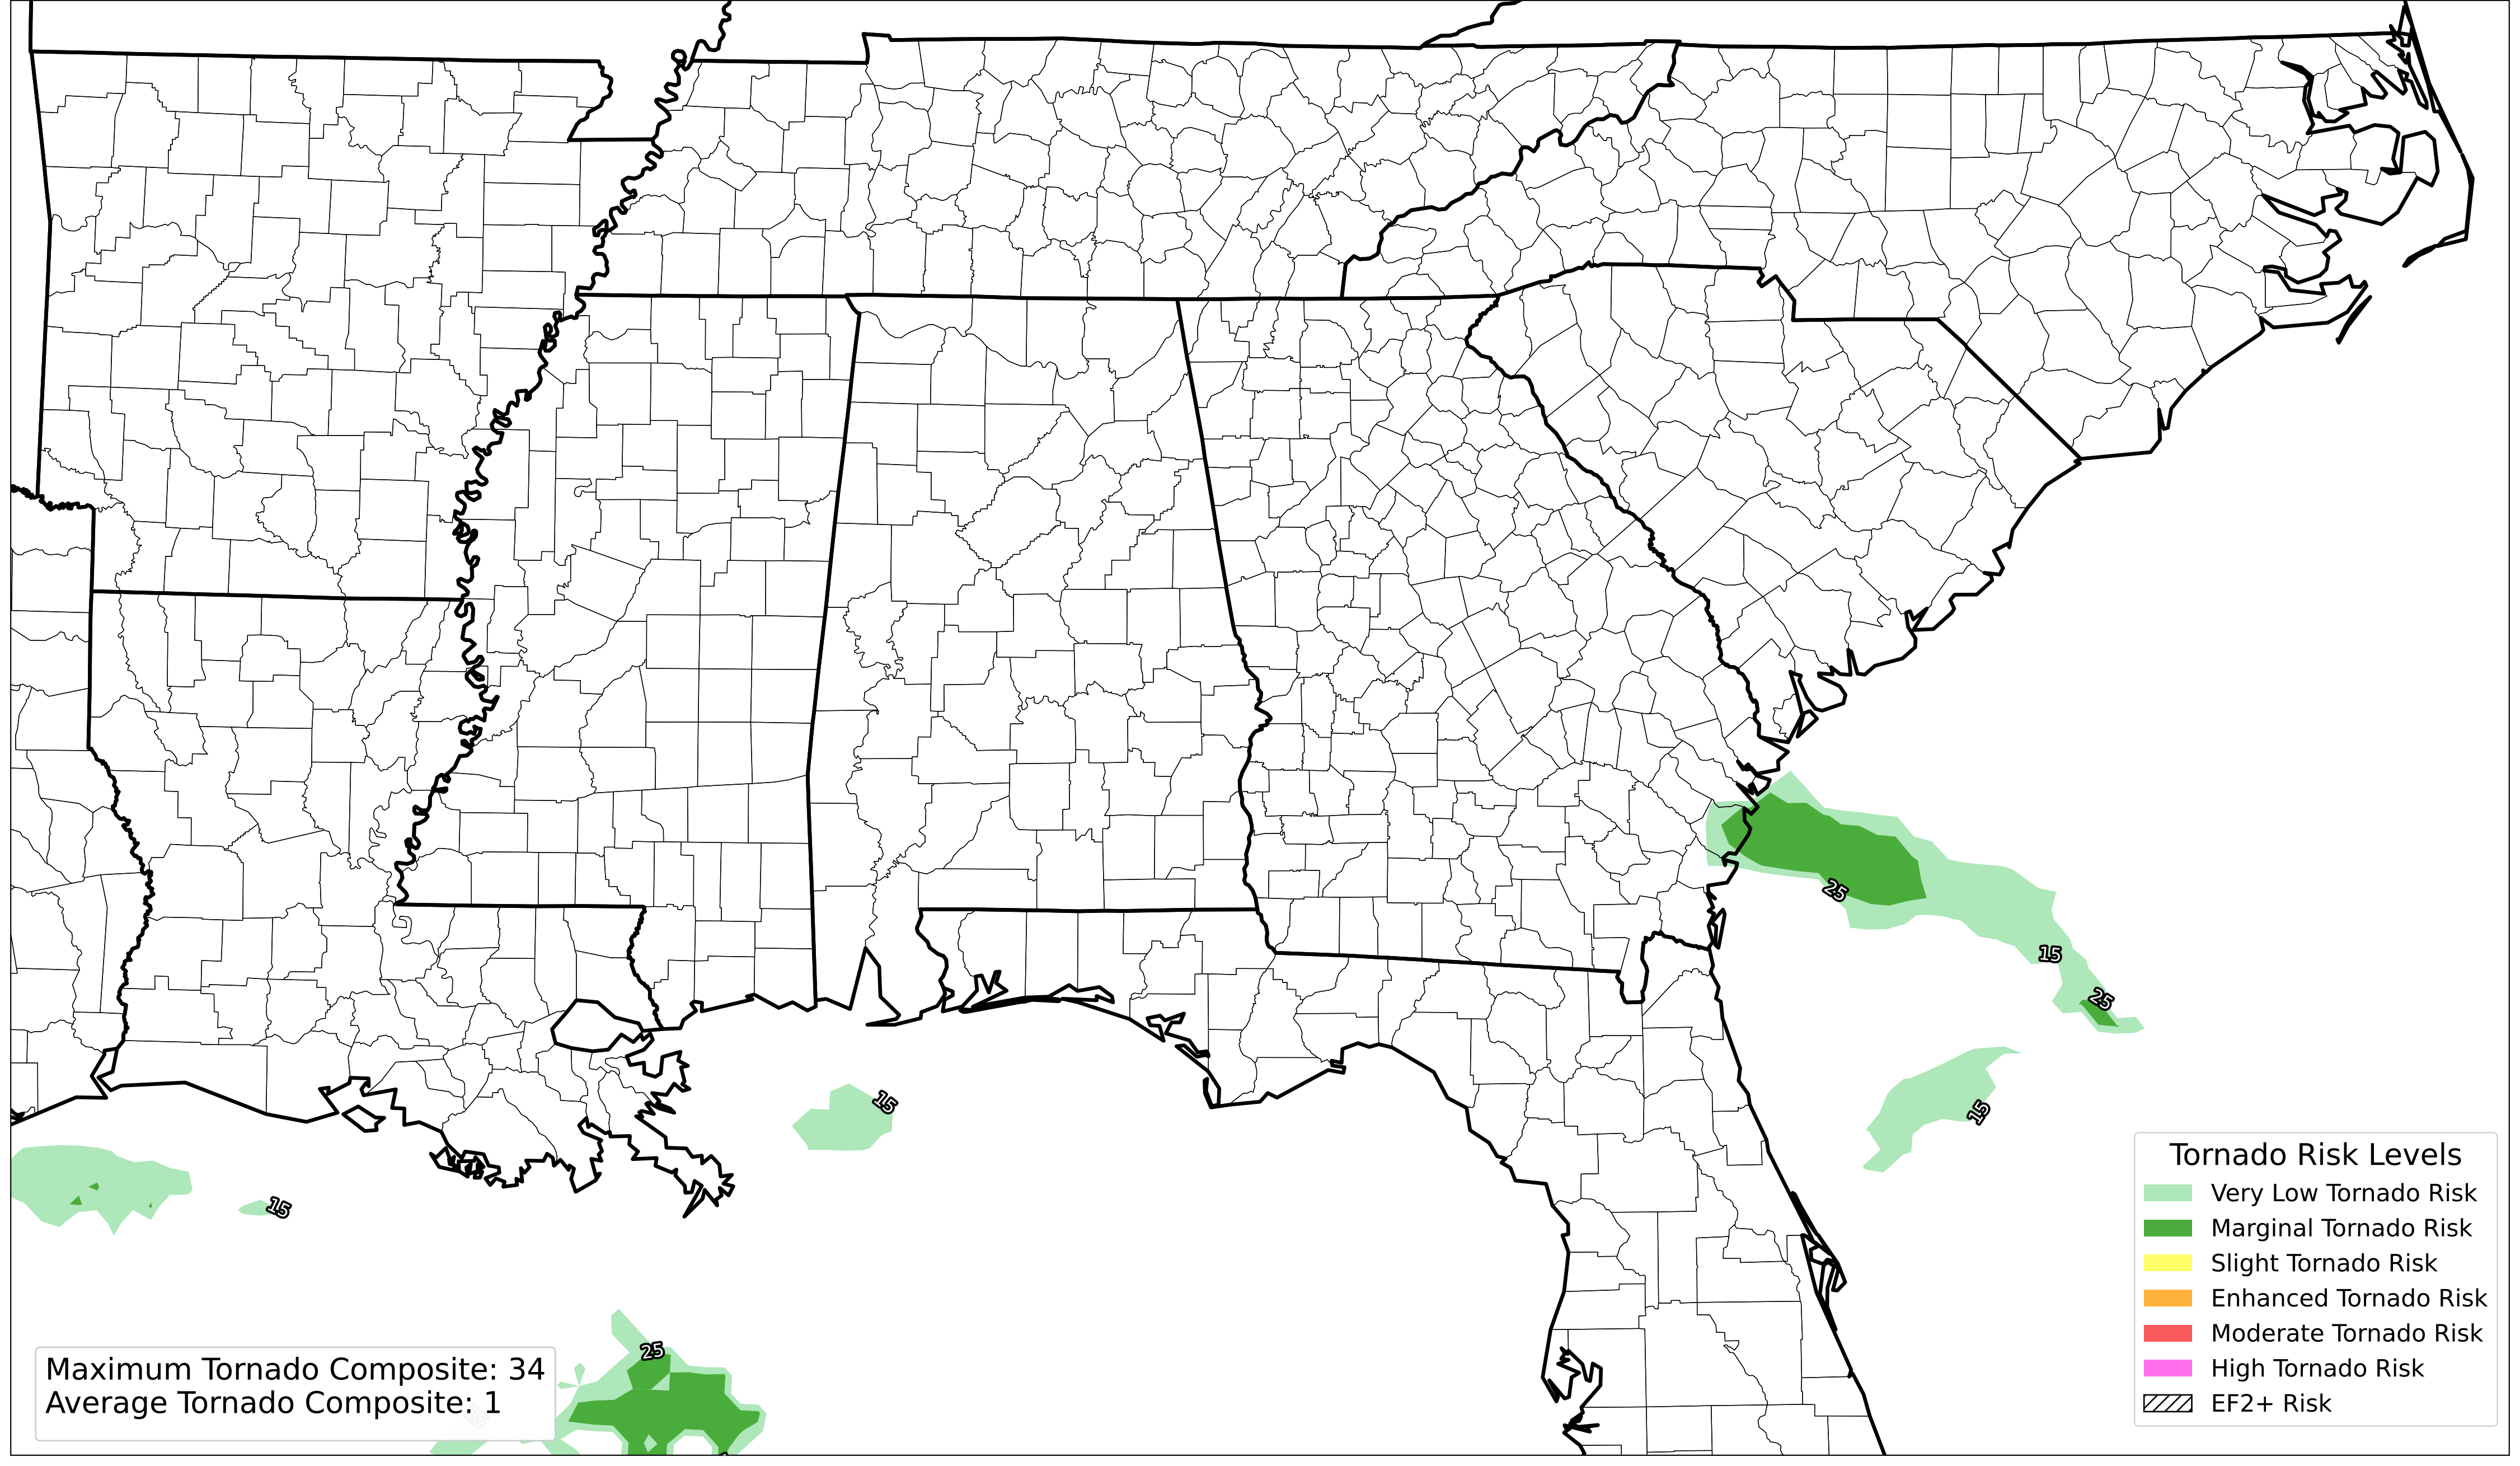 25
15
25
15
15
15
25
Maximum Tornado Composite: 34
Average Tornado Composite: 1
Tornado Risk Levels
Very Low Tornado Risk
Marginal Tornado Risk
Slight Tornado Risk
Enhanced Tornado Risk
Moderate Tornado Risk
High Tornado Risk
EF2+ Risk